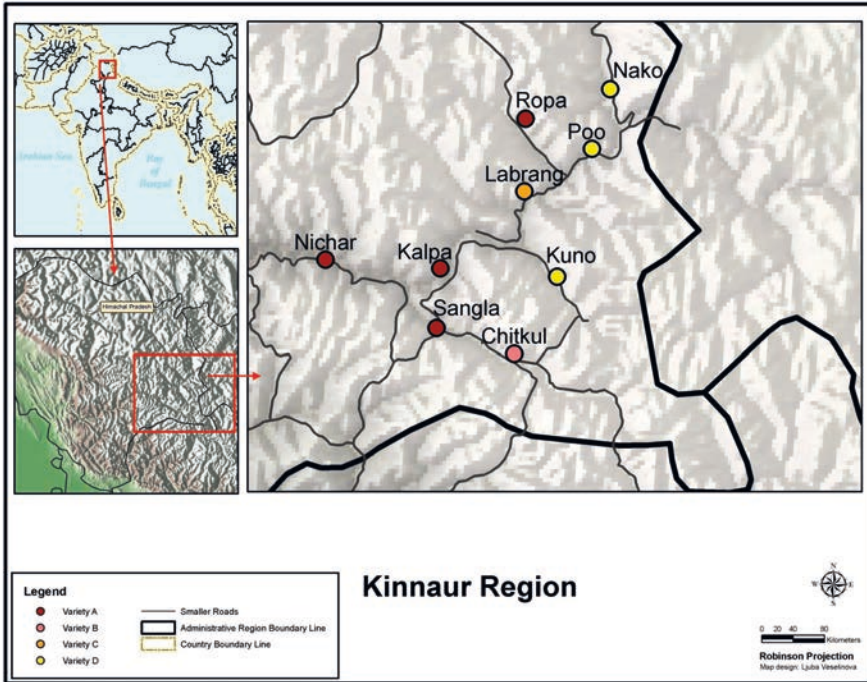 Arabian Sea
Bay
of
Bengal
Himachal Pradesh
Nako
Ropa
Poo
Labrang
Nichar
Kalpa
Kuno
Sangla
Chitkul
Kinnaur Region
Legend
Variety A
Variety B
Variety C
Variety D
Smaller Roads
Administrative Region Boundary Line
Country Boundary Line
N
W E
S
0 20 40 80
Kilometers
Robinson Projection
Map design: Ljuba Veselinova